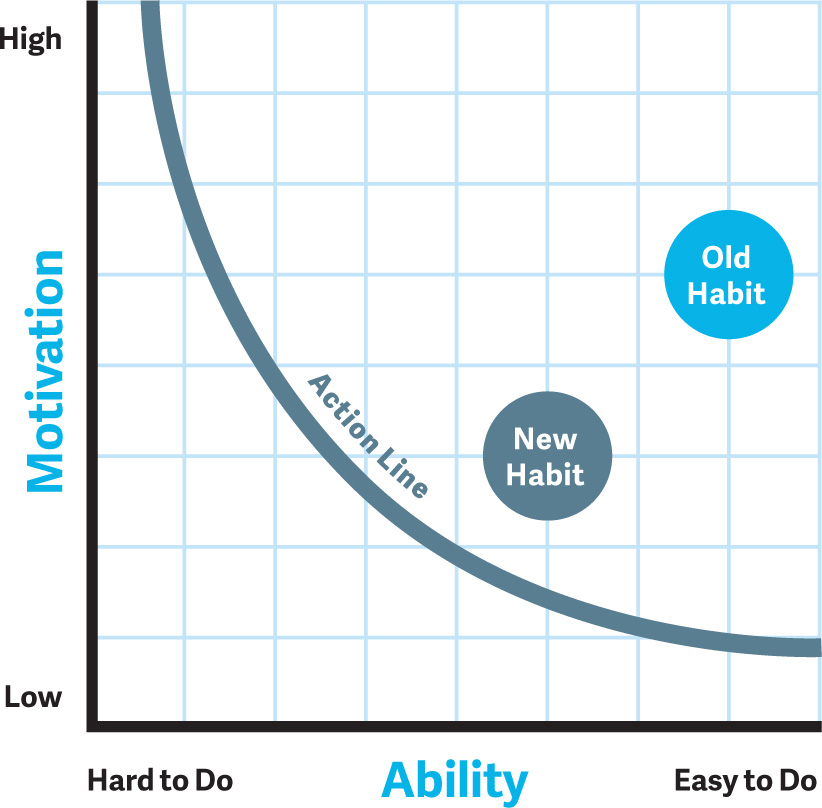 High
Motivation
Old
Habit
Action Line
New
Habit
Low
Hard to Do
Ability
Easy to Do